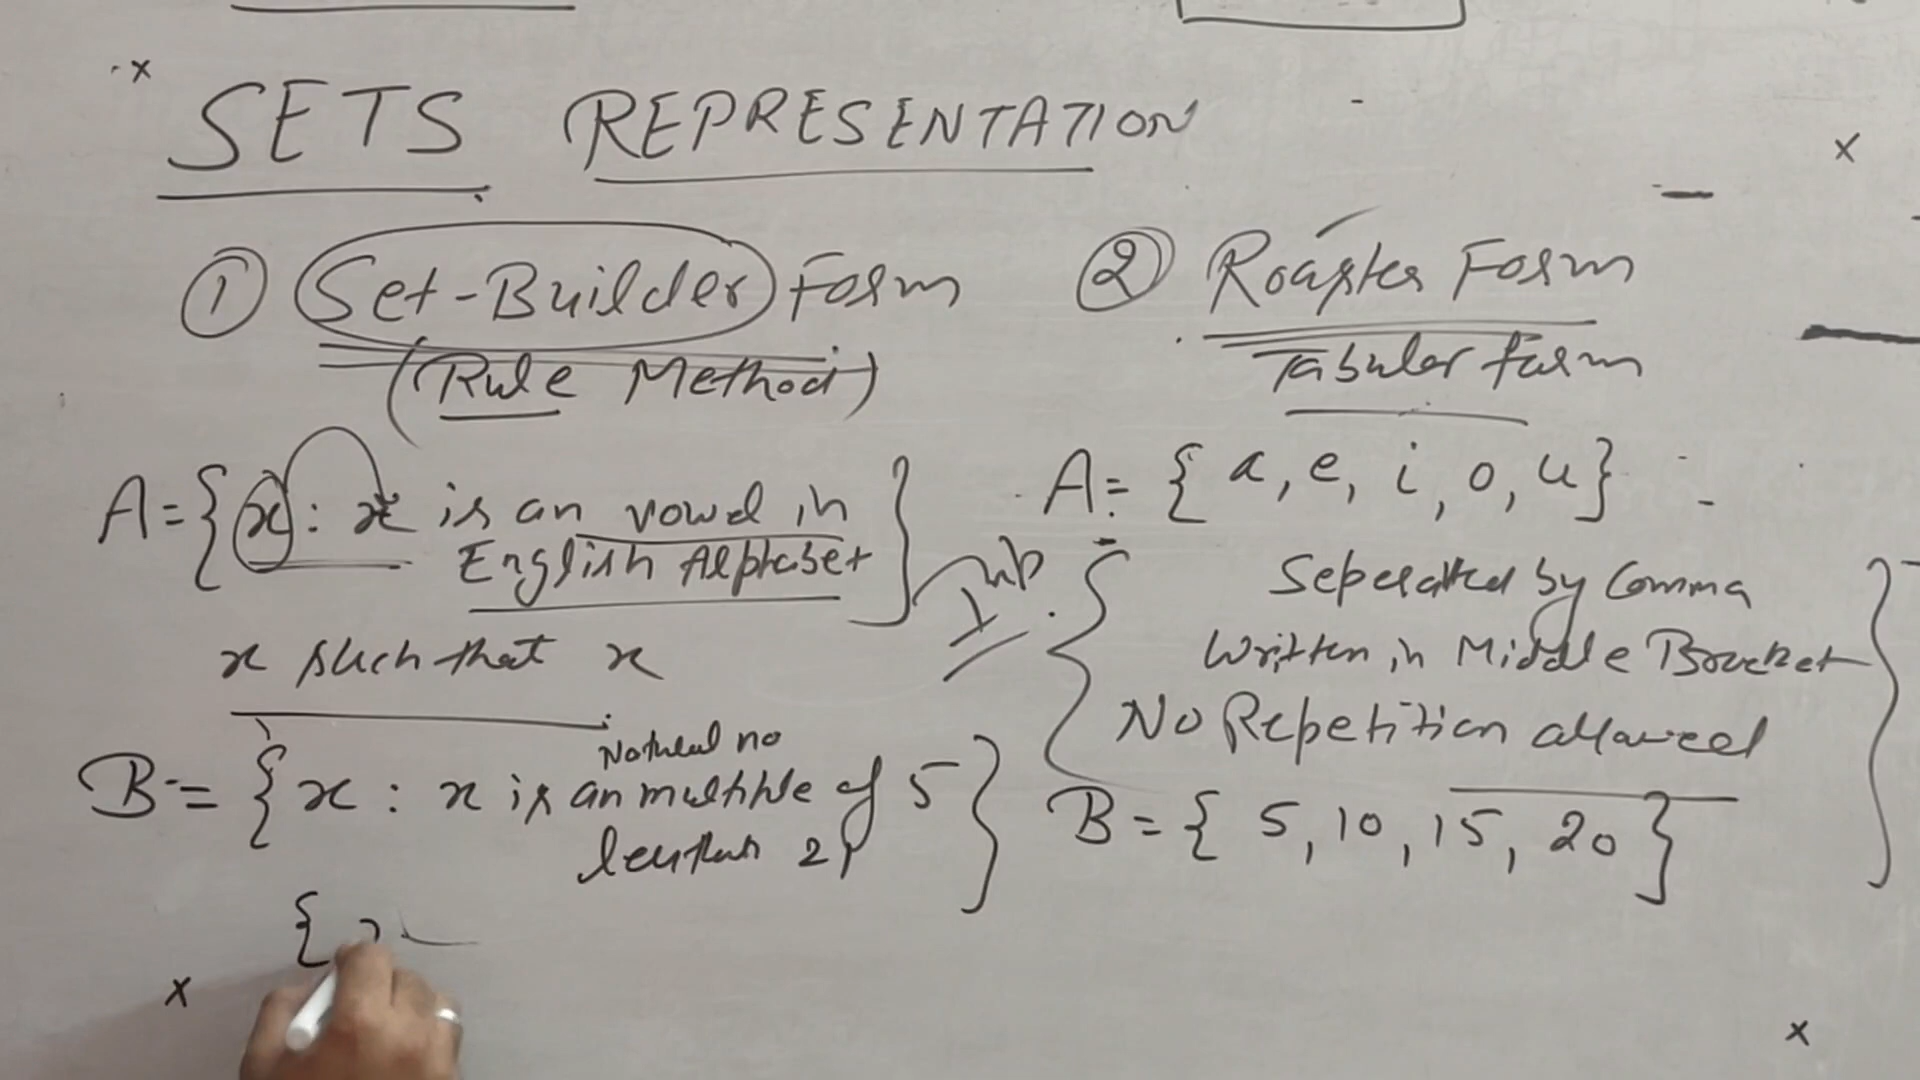 SETS REPRESENTATION
① Set-Builder Form
(Rule Method)
A={x : x is an vowel in
English Alphabet}
x such that x
B= {x : x is an multiple of 5
Natural no
less than 21}
{
② Roaster Form
Tabular form
A= { a, e, i, o, u}
Seperated by Comma
Written in Middle Bracket
No Repetition allowed
B= { 5, 10, 15, 20 }